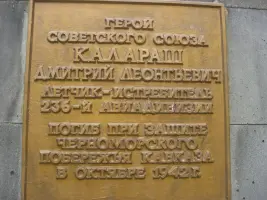 ГЕРОЙ
СОВЕТСКОГО СОЮЗА
КАЛАРАШ
ДМИТРИЙ ЛЕОНТЬЕВИЧ
ЛЕТЧИК-ИСТРЕБИТЕЛЬ
236-Й АВИАДИВИЗИИ
ПОГИБ ПРИ ЗАЩИТЕ
ЧЕРНОМОРСКОГО
ПОБЕРЕЖЬЯ КАВКАЗА
В ОКТЯБРЕ 1942 Г.